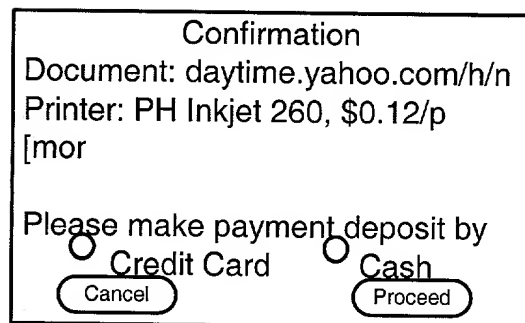 Confirmation
Document: daytime.yahoo.com/h/n
Printer: PH Inkjet 260, $0.12/p
[mor
Please make payment deposit by
Credit Card Cash
Cancel Proceed